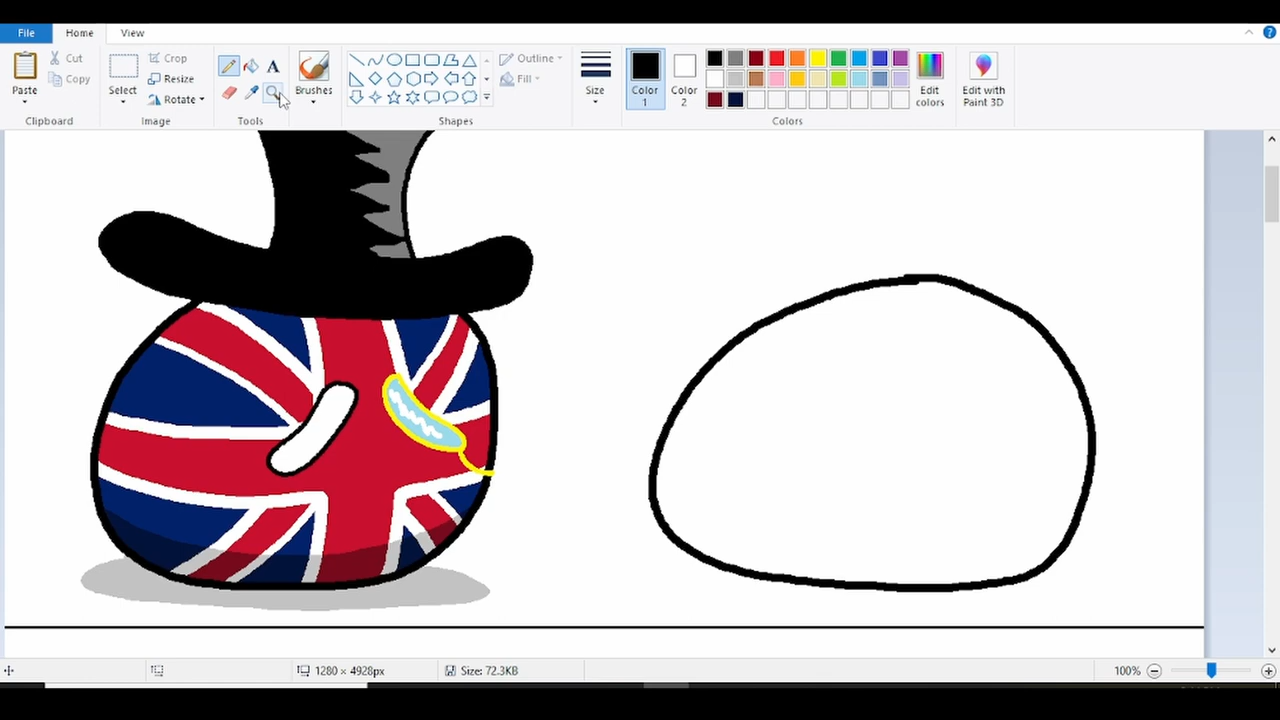 File Home View
Paste Cut Copy
Clipboard
Select Crop Resize Rotate
Image
A
Tools
Brushes
Outline
Fill
Shapes
Size
Color 1
Color 2
Edit colors
Colors
Edit with Paint 3D
1280 × 4928px
Size: 72.3KB
100%